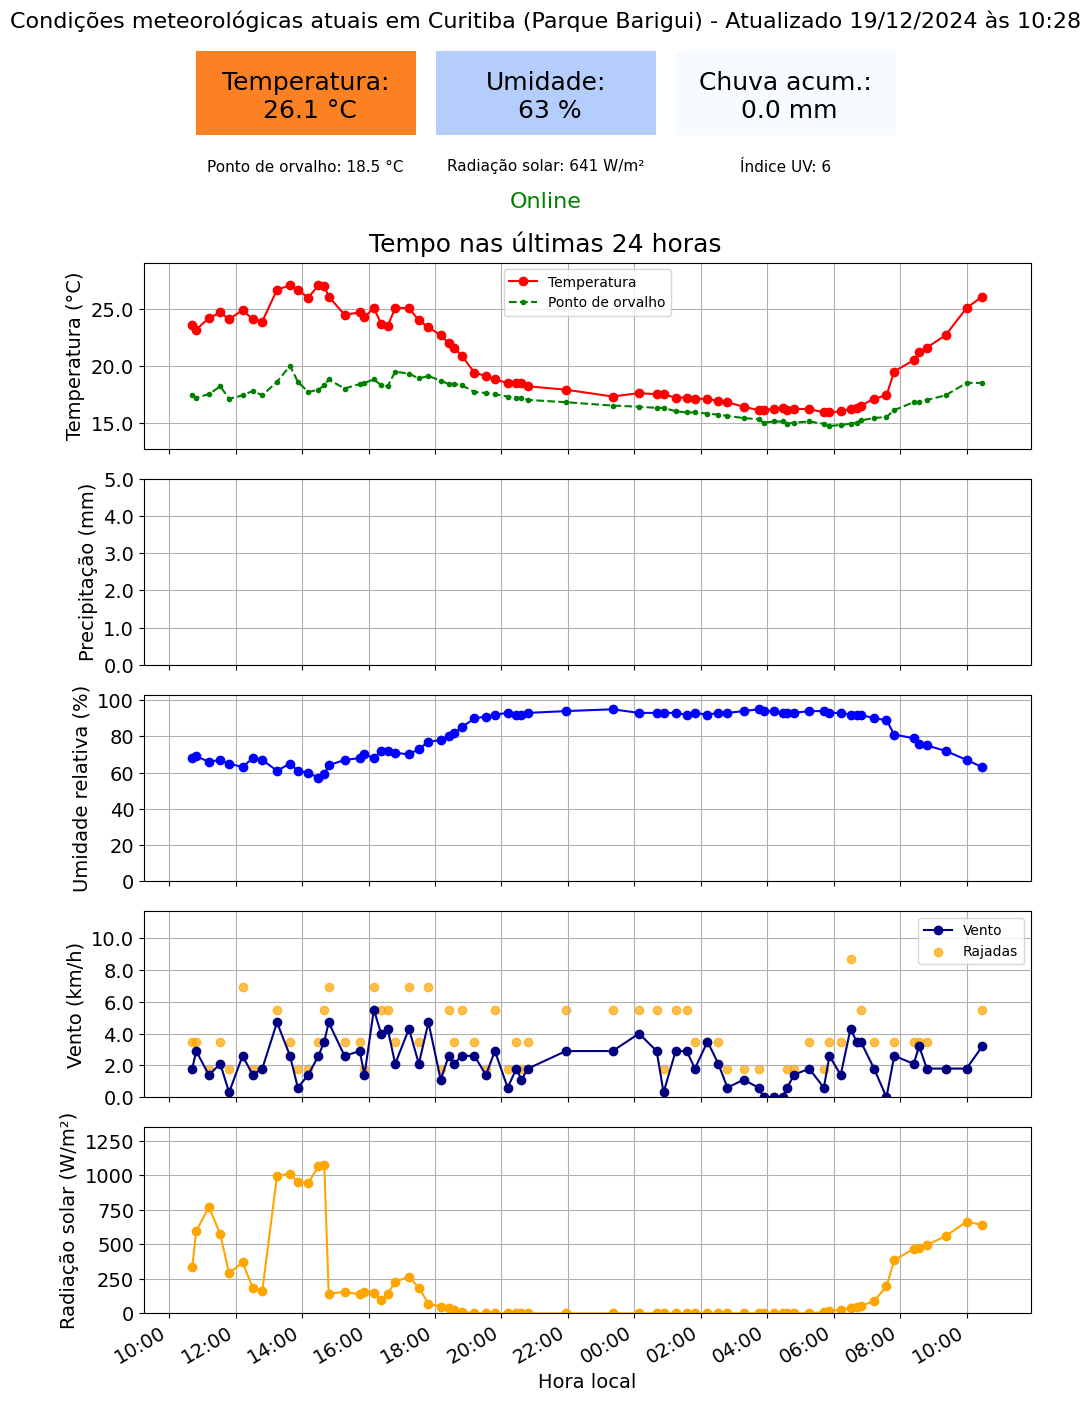 Condições meteorológicas atuais em Curitiba (Parque Barigui) - Atualizado 19/12/2024 às 10:28
Temperatura:
26.1 °C
Umidade:
63 %
Chuva acum.:
0.0 mm
Ponto de orvalho: 18.5 °C
Radiação solar: 641 W/m²
Índice UV: 6
Online
Tempo nas últimas 24 horas
Temperatura (°C)
25.0
20.0
15.0
Temperatura
Ponto de orvalho
Precipitação (mm)
5.0
4.0
3.0
2.0
1.0
0.0
Umidade relativa (%)
100
80
60
40
20
0
Vento (km/h)
10.0
8.0
6.0
4.0
2.0
0.0
Vento
Rajadas
Radiação solar (W/m²)
1250
1000
750
500
250
0
10:00
12:00
14:00
16:00
18:00
20:00
22:00
00:00
02:00
04:00
06:00
08:00
10:00
Hora local